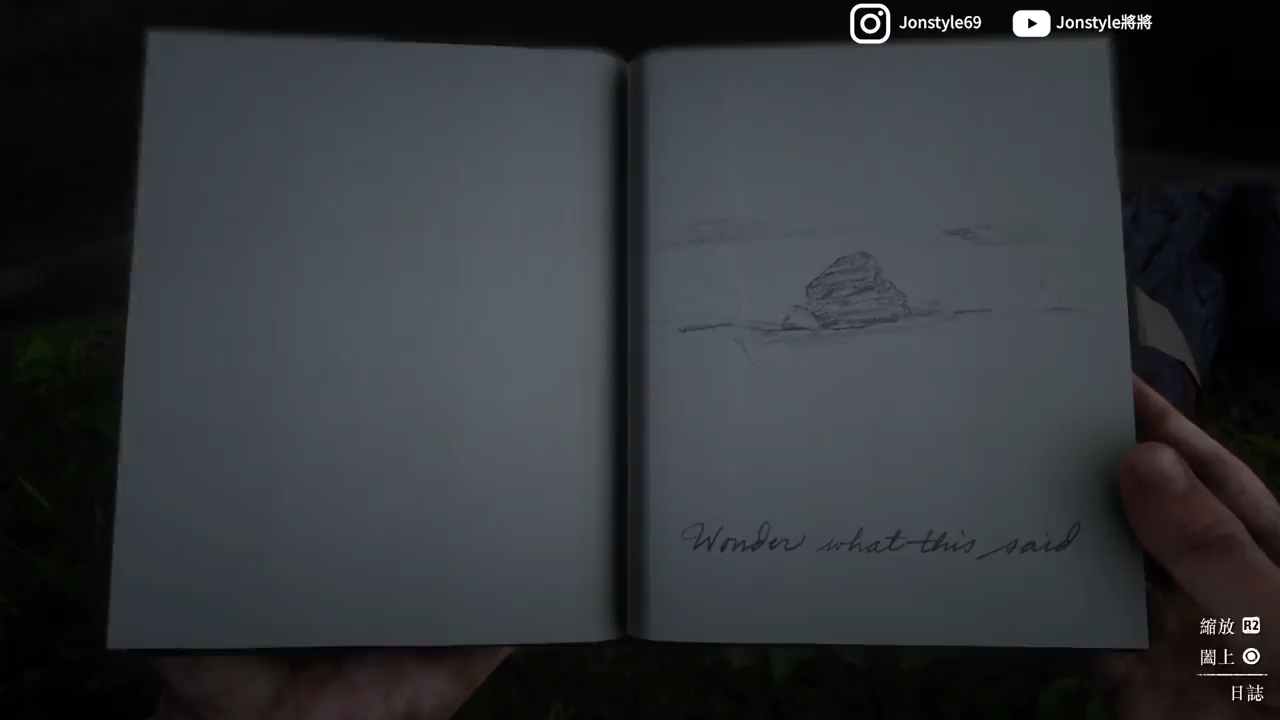 Jonstyle69
Jonstyle將將
Wonder what this said
縮放 R2
闔上
日誌